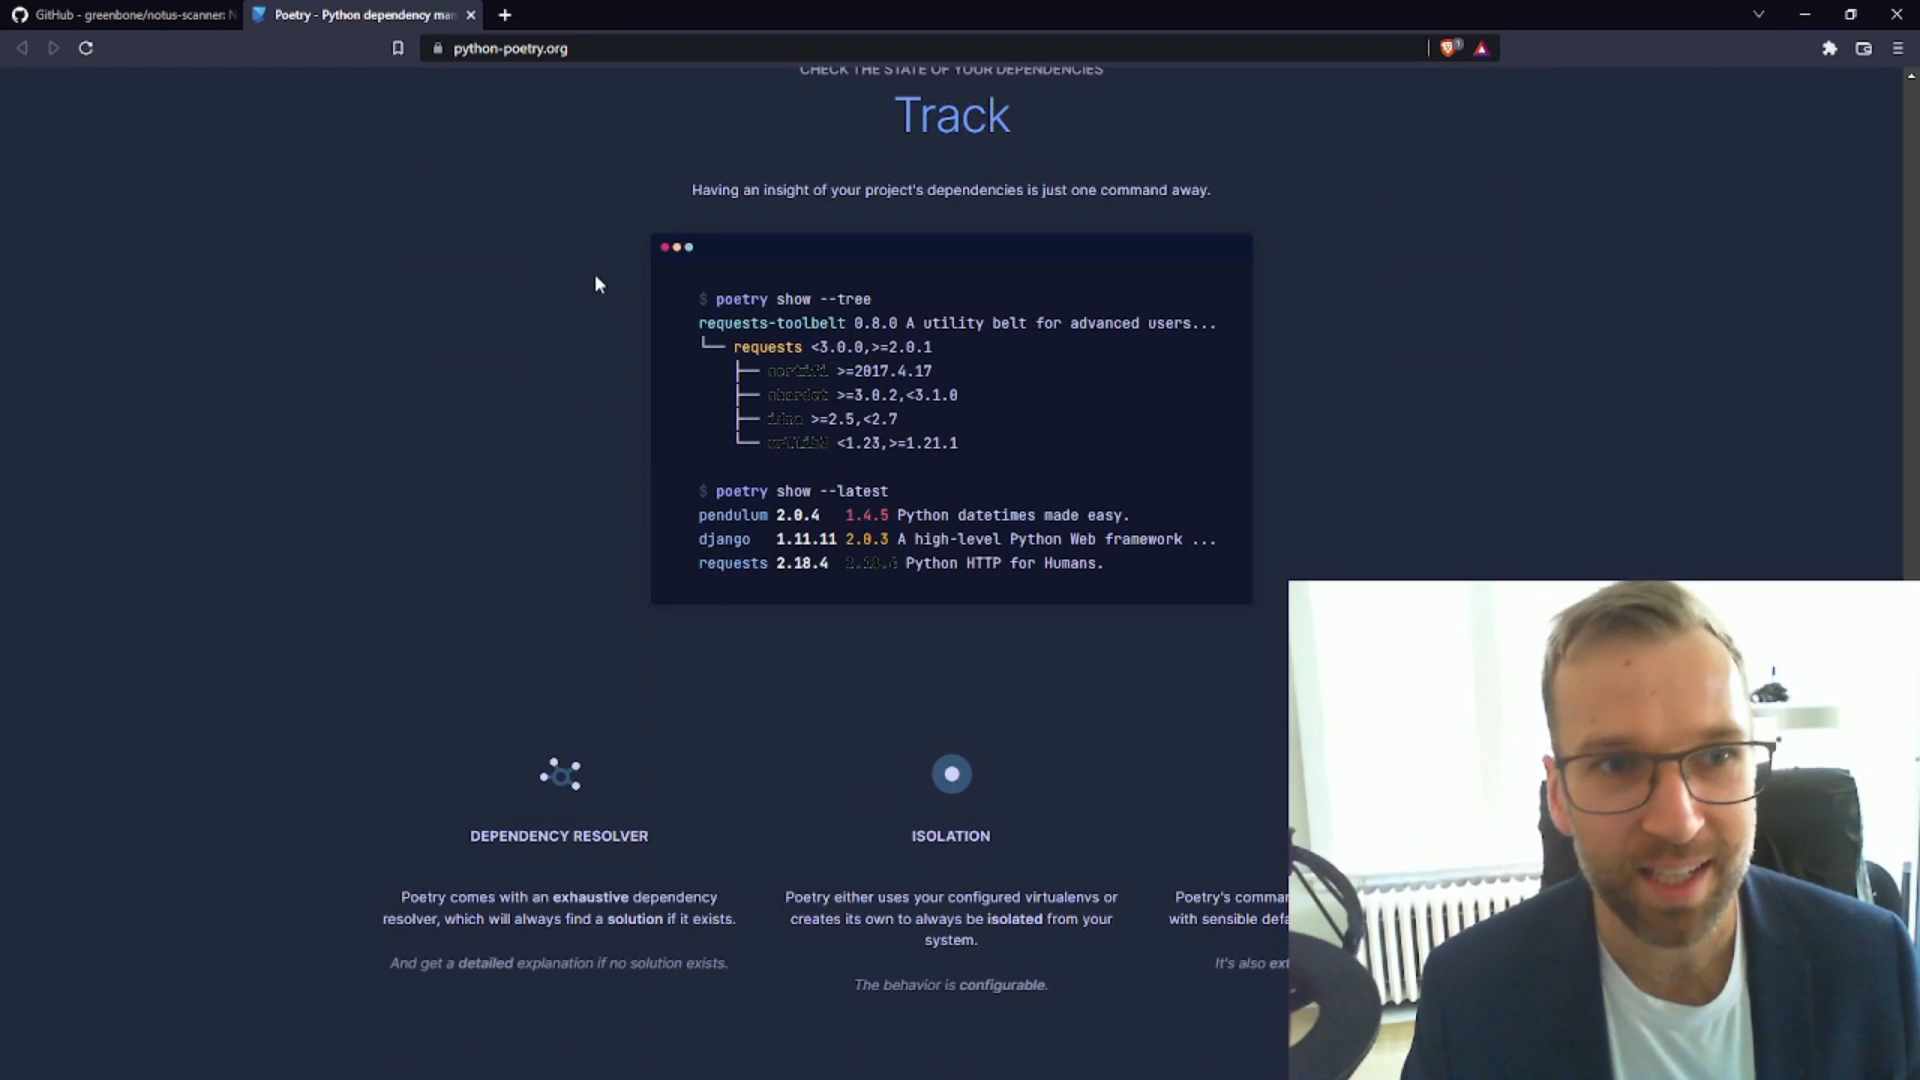 GitHub - greenbone/notus-scanner: N
Poetry - Python dependency man
python-poetry.org
1
CHECK THE STATE OF YOUR DEPENDENCIES
Track
Having an insight of your project's dependencies is just one command away.
$ poetry show --tree
requests-toolbelt 0.8.0 A utility belt for advanced users...
└── requests <3.0.0,>=2.0.1
├── >=2017.4.17
├── >=3.0.2,<3.1.0
├── >=2.5,<2.7
└── <1.23,>=1.21.1
$ poetry show --latest
pendulum 2.0.4 1.4.5 Python datetimes made easy.
django 1.11.11 2.0.3 A high-level Python Web framework ...
requests 2.18.4 Python HTTP for Humans.
DEPENDENCY RESOLVER
Poetry comes with an exhaustive dependency
resolver, which will always find a solution if it exists.
And get a detailed explanation if no solution exists.
ISOLATION
Poetry either uses your configured virtualenvs or
creates its own to always be isolated from your
system.
The behavior is configurable.
Poetry's comma
with sensible defa
It's also ext